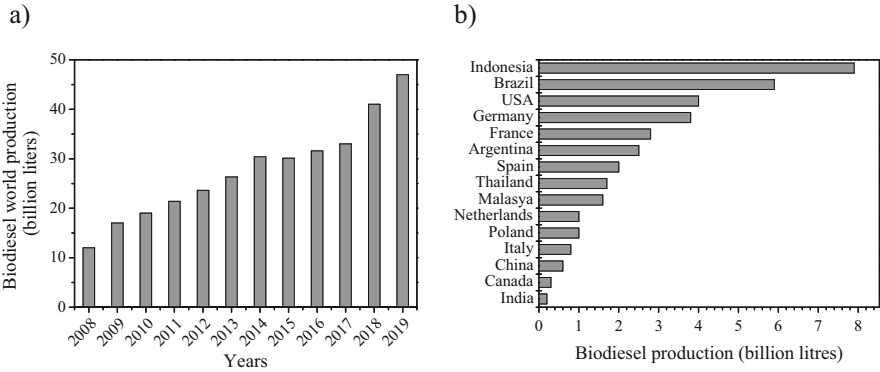 a)
Biodiesel world production
(billion liters)
50
40
30
20
10
0
2008
2009
2010
2011
2012
2013
2014
2015
2016
2017
2018
2019
Years
b)
Indonesia
Brazil
USA
Germany
France
Argentina
Spain
Thailand
Malasya
Netherlands
Poland
Italy
China
Canada
India
0 1 2 3 4 5 6 7 8
Biodiesel production (billion litres)